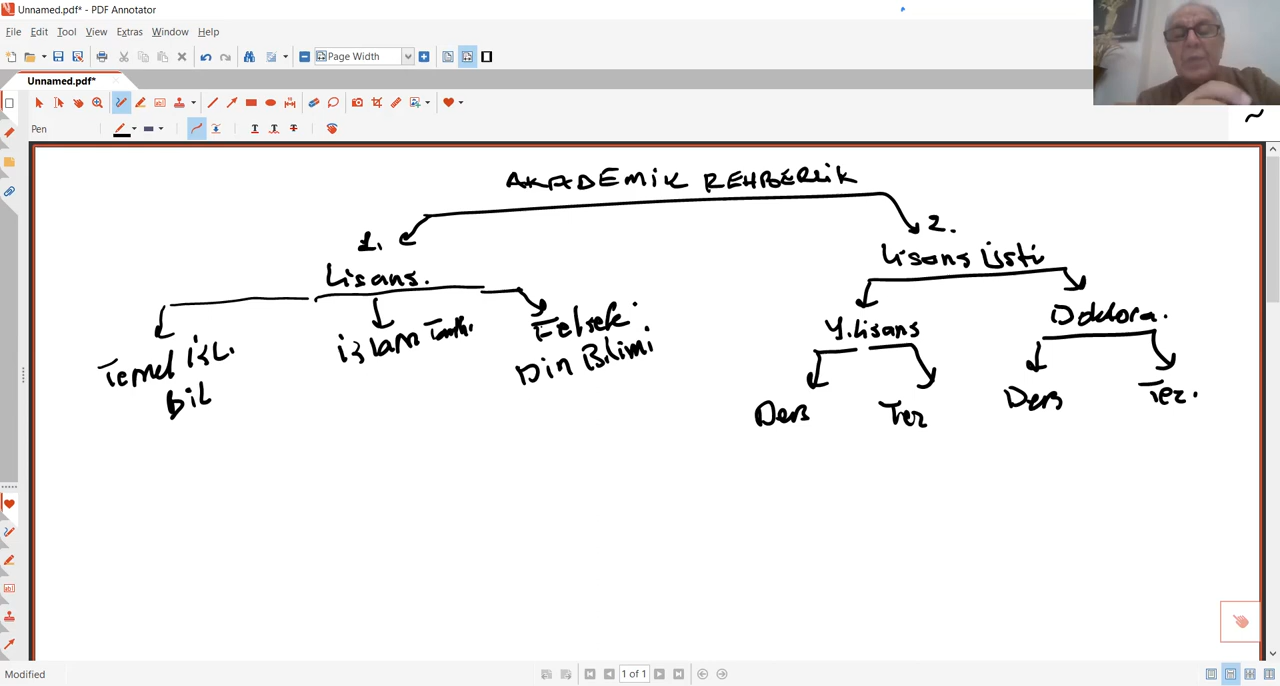 Unnamed.pdf* - PDF Annotator
File Edit Tool View Extras Window Help
Page Width
Unnamed.pdf*
Pen
AKADEMİK REHBERLİK
1.
2.
Lisans.
Lisans Üstü
Temel İsl.
Bil
İslam Tarih.
Felsefe
Din Bilimi.
Y.Lisans
Doktora.
Ders
Tez
Ders
Tez.
Modified
1 of 1